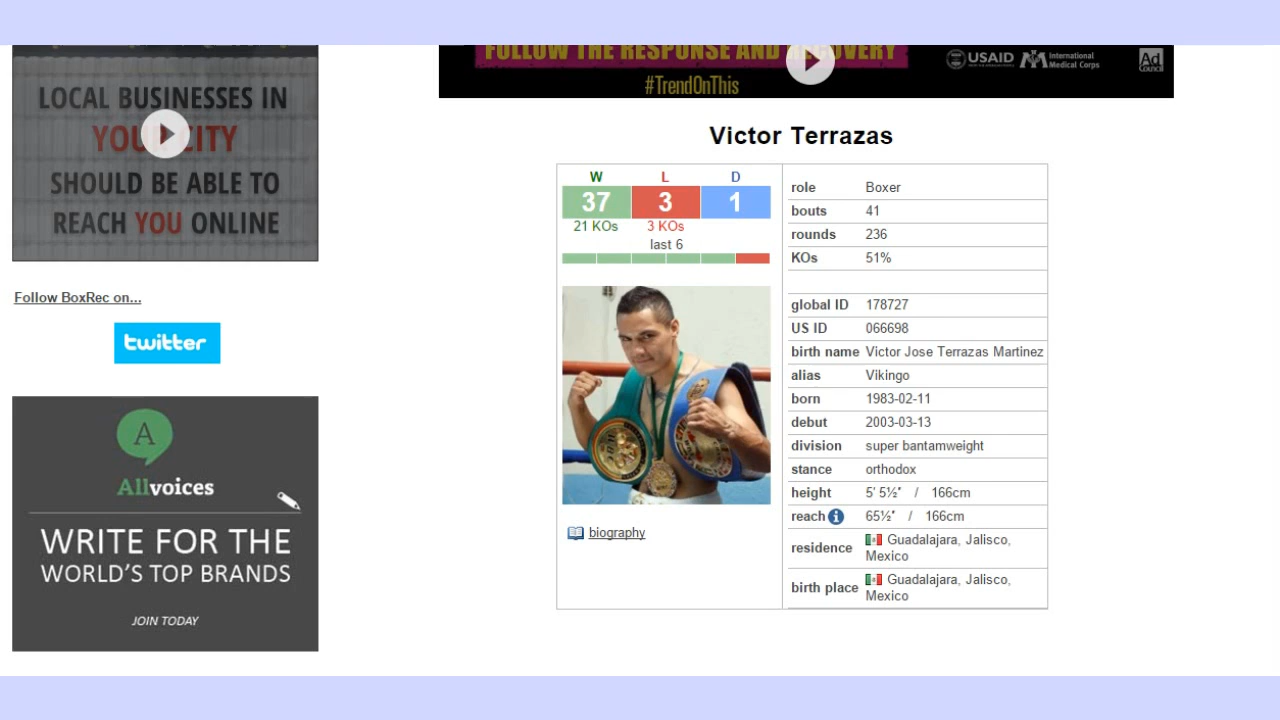 FOLLOW THE RESPONSE AND RECOVERY
#TrendOnThis
USAID
International
Medical Corps
Ad
COUNCIL
LOCAL BUSINESSES IN
YOUR CITY
SHOULD BE ABLE TO
REACH YOU ONLINE
Follow BoxRec on...
twitter
A
Allvoices
WRITE FOR THE
WORLD'S TOP BRANDS
JOIN TODAY
Victor Terrazas
W L D
37 3 1
21 KOs 3 KOs
last 6
biography
role Boxer
bouts 41
rounds 236
KOs 51%
global ID 178727
US ID 066698
birth name Victor Jose Terrazas Martinez
alias Vikingo
born 1983-02-11
debut 2003-03-13
division super bantamweight
stance orthodox
height 5′ 5½″ / 166cm
reach i 65½″ / 166cm
residence Guadalajara, Jalisco,
Mexico
birth place Guadalajara, Jalisco,
Mexico